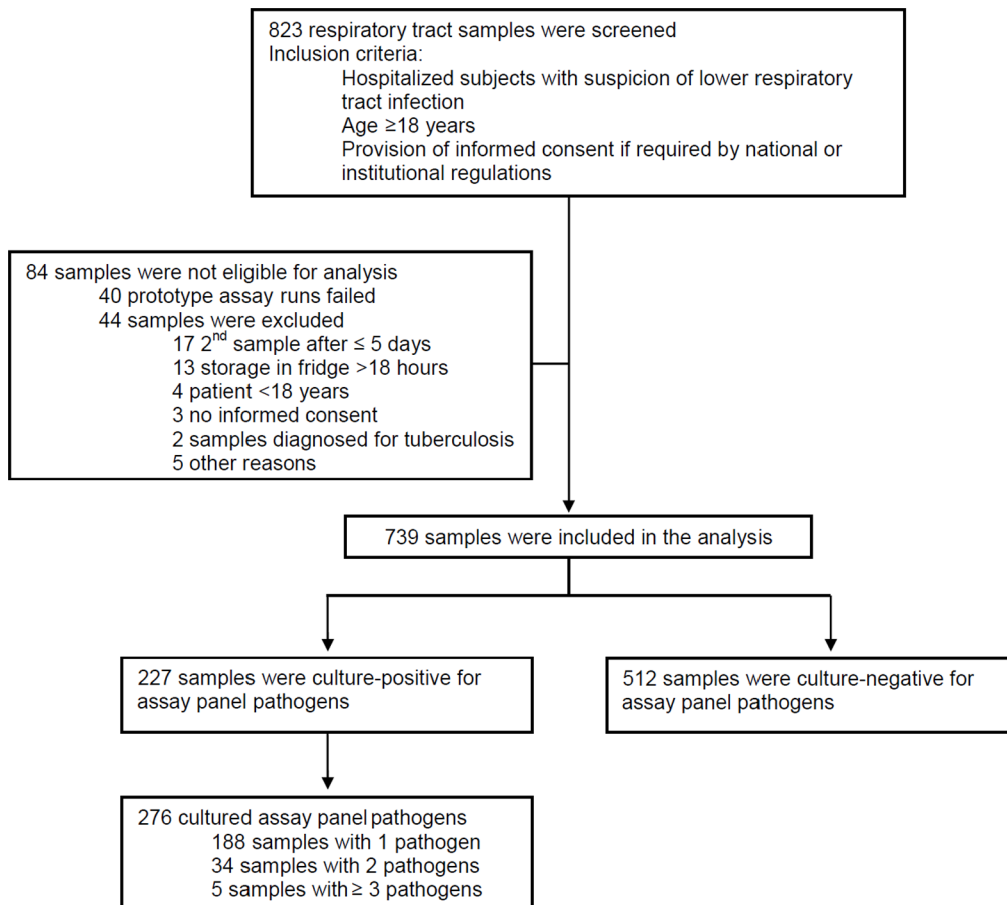 823 respiratory tract samples were screened
Inclusion criteria:
Hospitalized subjects with suspicion of lower respiratory
tract infection
Age ≥18 years
Provision of informed consent if required by national or
institutional regulations
84 samples were not eligible for analysis
40 prototype assay runs failed
44 samples were excluded
17 2nd sample after ≤ 5 days
13 storage in fridge >18 hours
4 patient <18 years
3 no informed consent
2 samples diagnosed for tuberculosis
5 other reasons
739 samples were included in the analysis
227 samples were culture-positive for
assay panel pathogens
512 samples were culture-negative for
assay panel pathogens
276 cultured assay panel pathogens
188 samples with 1 pathogen
34 samples with 2 pathogens
5 samples with ≥ 3 pathogens